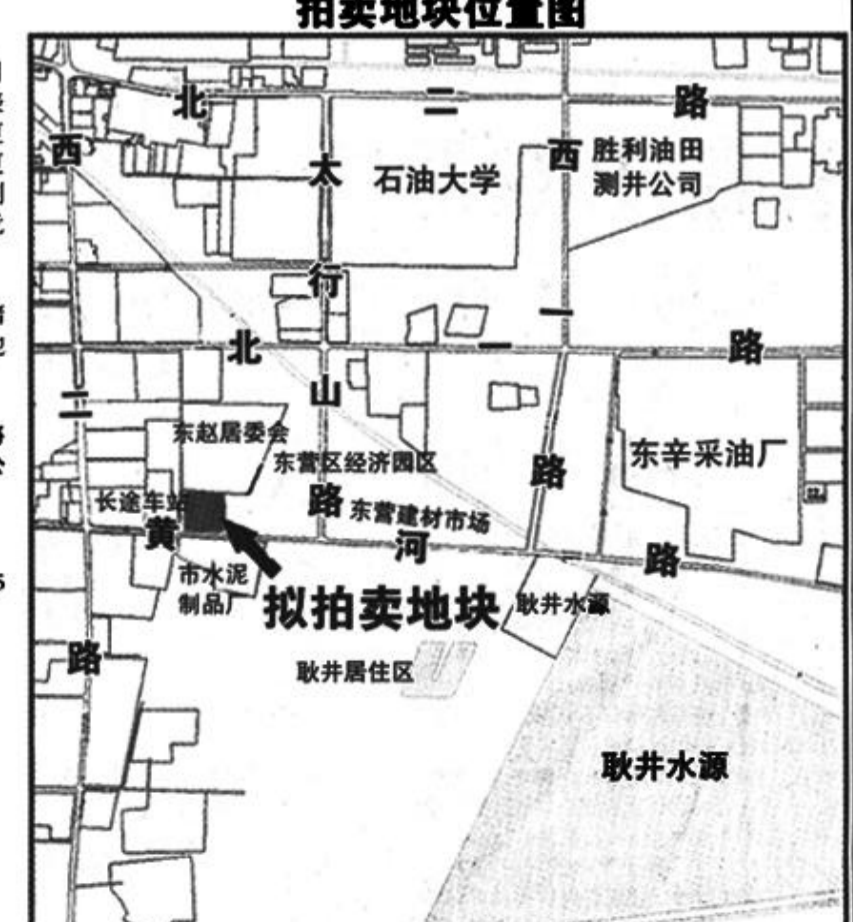 拍卖地块位置图
北二路
西二路
太行山路
石油大学
西一路
胜利油田
测井公司
北一路
东赵居委会
东营区经济园区
东辛采油厂
长途车站
东营建材市场
黄河路
市水泥
制品厂
拟拍卖地块
耿井水源
耿井居住区
耿井水源